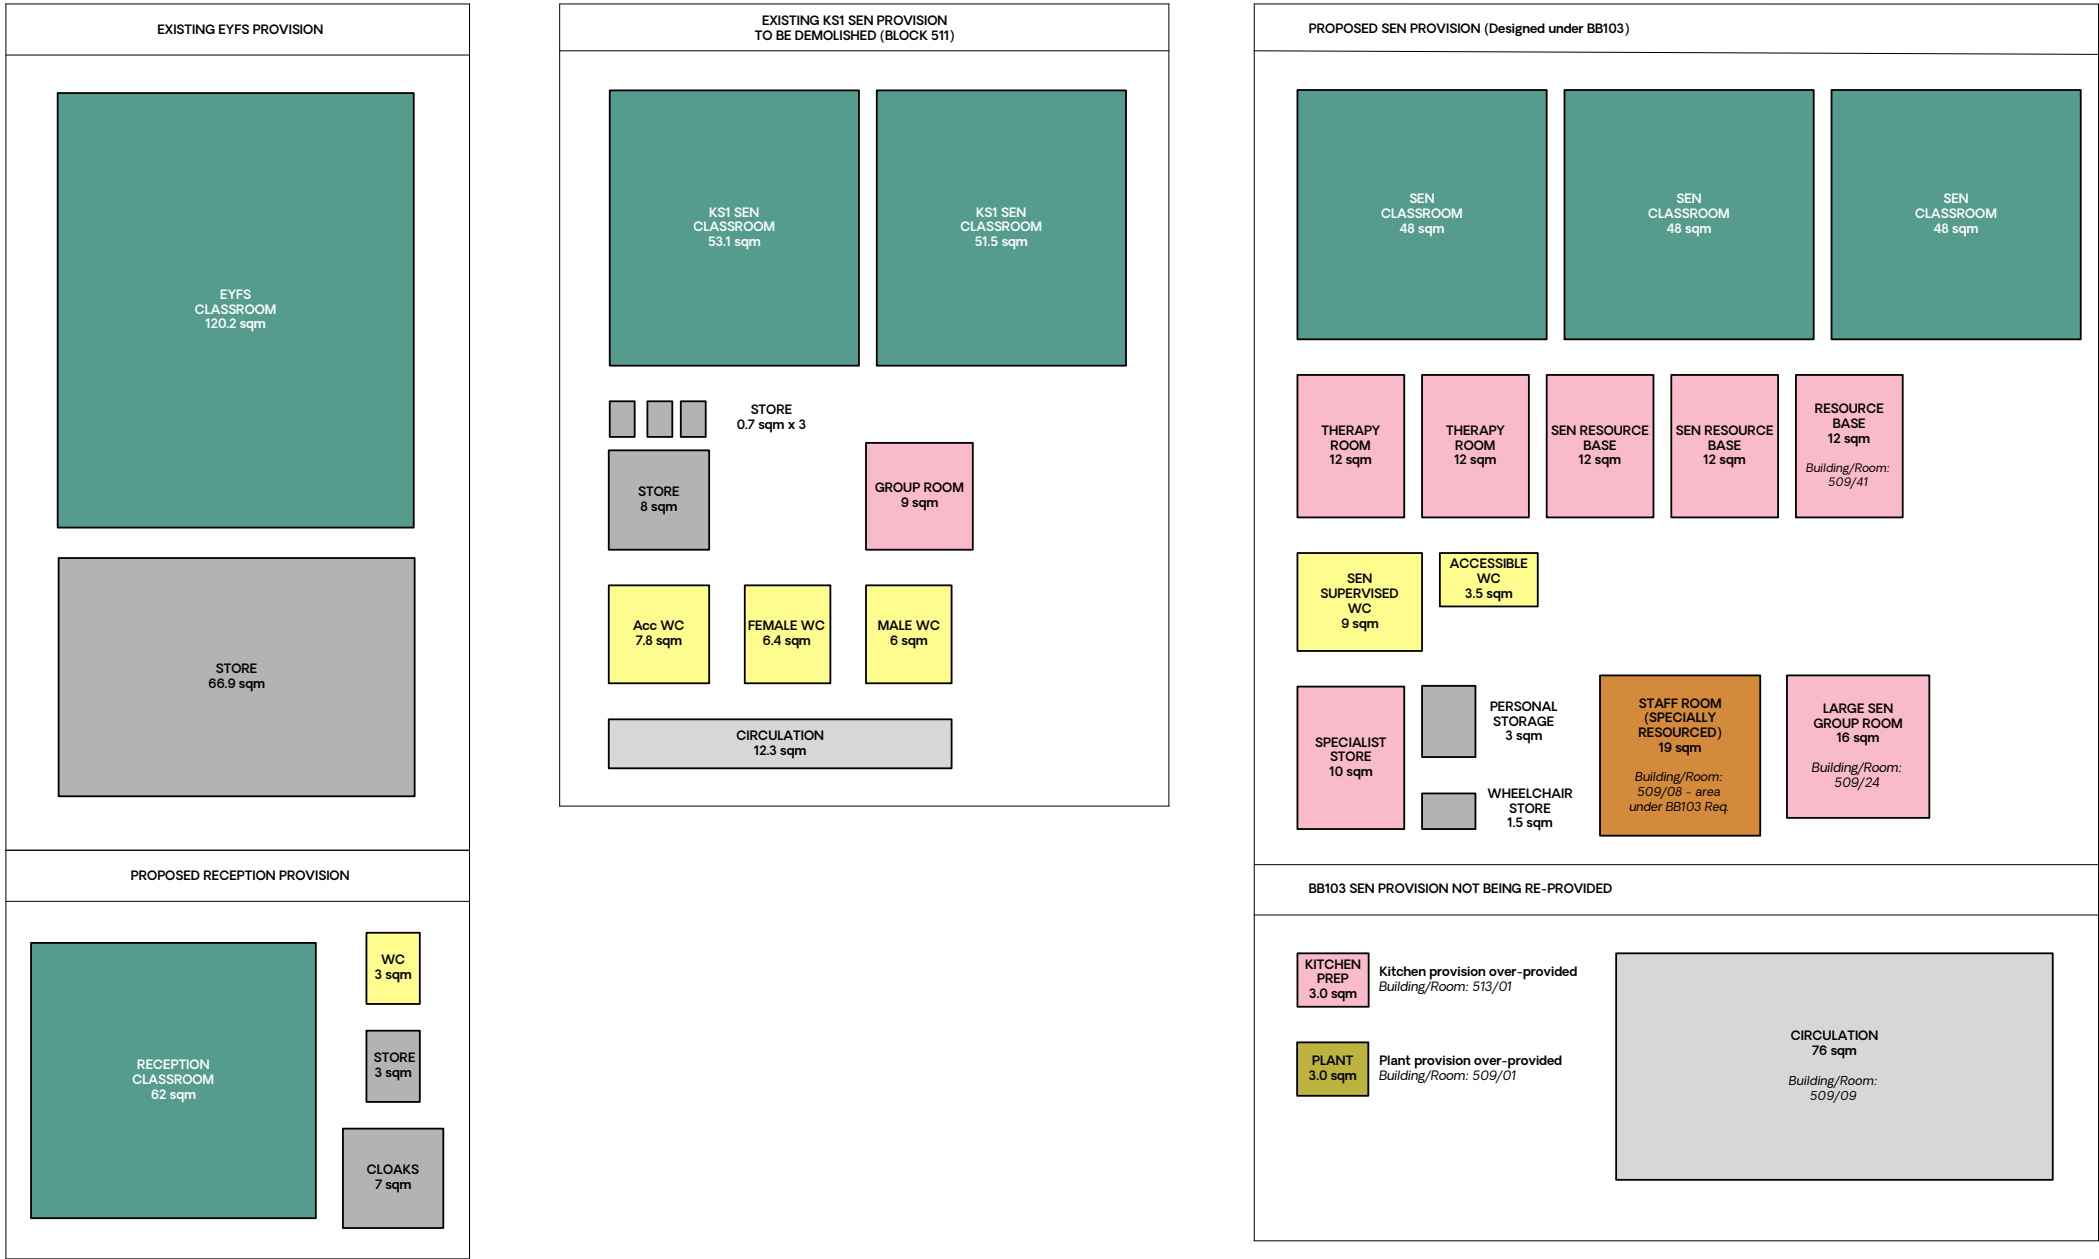 EXISTING EYFS PROVISION
EYFS
CLASSROOM
120.2 sqm
STORE
66.9 sqm
PROPOSED RECEPTION PROVISION
RECEPTION
CLASSROOM
62 sqm
WC
3 sqm
STORE
3 sqm
CLOAKS
7 sqm
EXISTING KS1 SEN PROVISION
TO BE DEMOLISHED (BLOCK 511)
KS1 SEN
CLASSROOM
53.1 sqm
KS1 SEN
CLASSROOM
51.5 sqm
STORE
0.7 sqm x 3
STORE
8 sqm
GROUP ROOM
9 sqm
Acc WC
7.8 sqm
FEMALE WC
6.4 sqm
MALE WC
6 sqm
CIRCULATION
12.3 sqm
PROPOSED SEN PROVISION (Designed under BB103)
SEN
CLASSROOM
48 sqm
SEN
CLASSROOM
48 sqm
SEN
CLASSROOM
48 sqm
THERAPY
ROOM
12 sqm
THERAPY
ROOM
12 sqm
SEN RESOURCE
BASE
12 sqm
SEN RESOURCE
BASE
12 sqm
RESOURCE
BASE
12 sqm
Building/Room:
509/41
SEN
SUPERVISED
WC
9 sqm
ACCESSIBLE
WC
3.5 sqm
SPECIALIST
STORE
10 sqm
PERSONAL
STORAGE
3 sqm
WHEELCHAIR
STORE
1.5 sqm
STAFF ROOM
(SPECIALLY
RESOURCED)
19 sqm
Building/Room:
509/08 - area
under BB103 Req.
LARGE SEN
GROUP ROOM
16 sqm
Building/Room:
509/24
BB103 SEN PROVISION NOT BEING RE-PROVIDED
KITCHEN
PREP
3.0 sqm
Kitchen provision over-provided
Building/Room: 513/01
PLANT
3.0 sqm
Plant provision over-provided
Building/Room: 509/01
CIRCULATION
76 sqm
Building/Room:
509/09